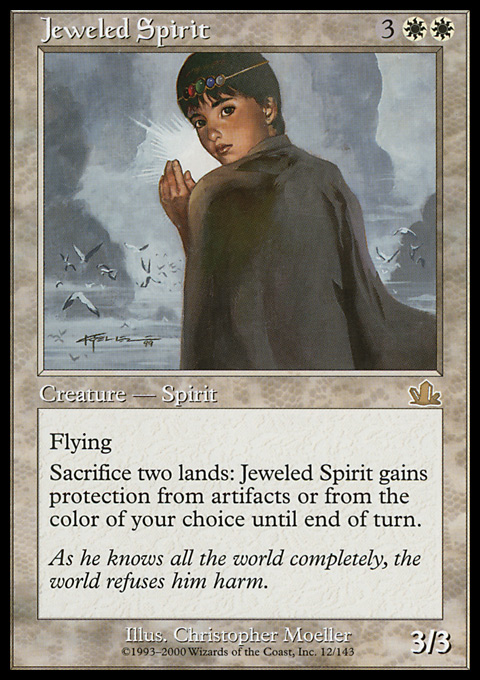 Jeweled Spirit 3
Creature — Spirit
Flying
Sacrifice two lands: Jeweled Spirit gains
protection from artifacts or from the
color of your choice until end of turn.
As he knows all the world completely, the
world refuses him harm.
Illus. Christopher Moeller
©1993–2000 Wizards of the Coast, Inc. 12/143
3/3